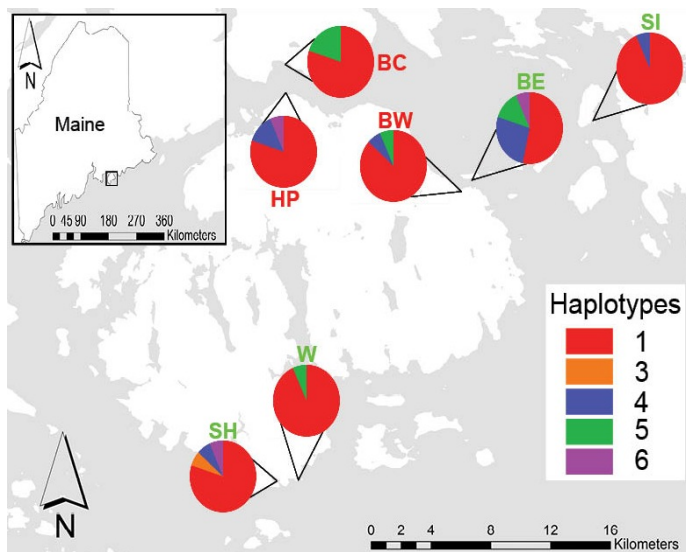 N
Maine
0 45 90 180 270 360
Kilometers
BC
SI
BE
BW
HP
W
SH
Haplotypes
1
3
4
5
6
N
0 2 4 8 12 16
Kilometers